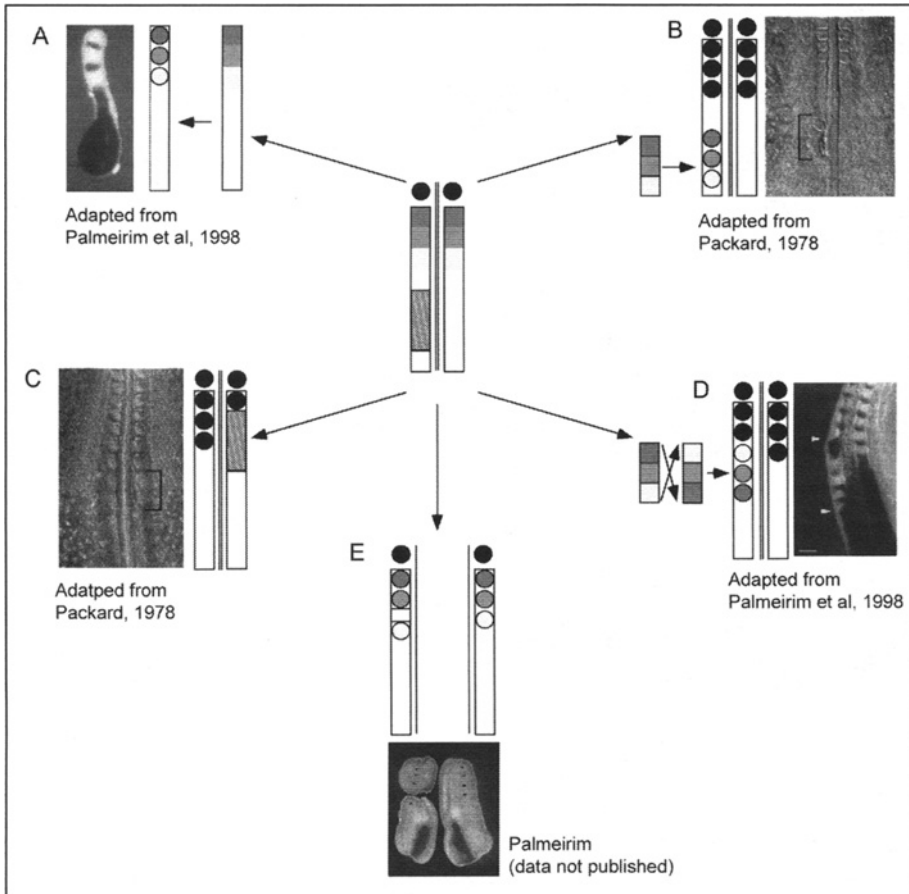 A
Adapted from
Palmeirim et al, 1998
B
Adapted from
Packard, 1978
C
Adatped from
Packard, 1978
D
Adapted from
Palmeirim et al, 1998
E
Palmeirim
(data not published)